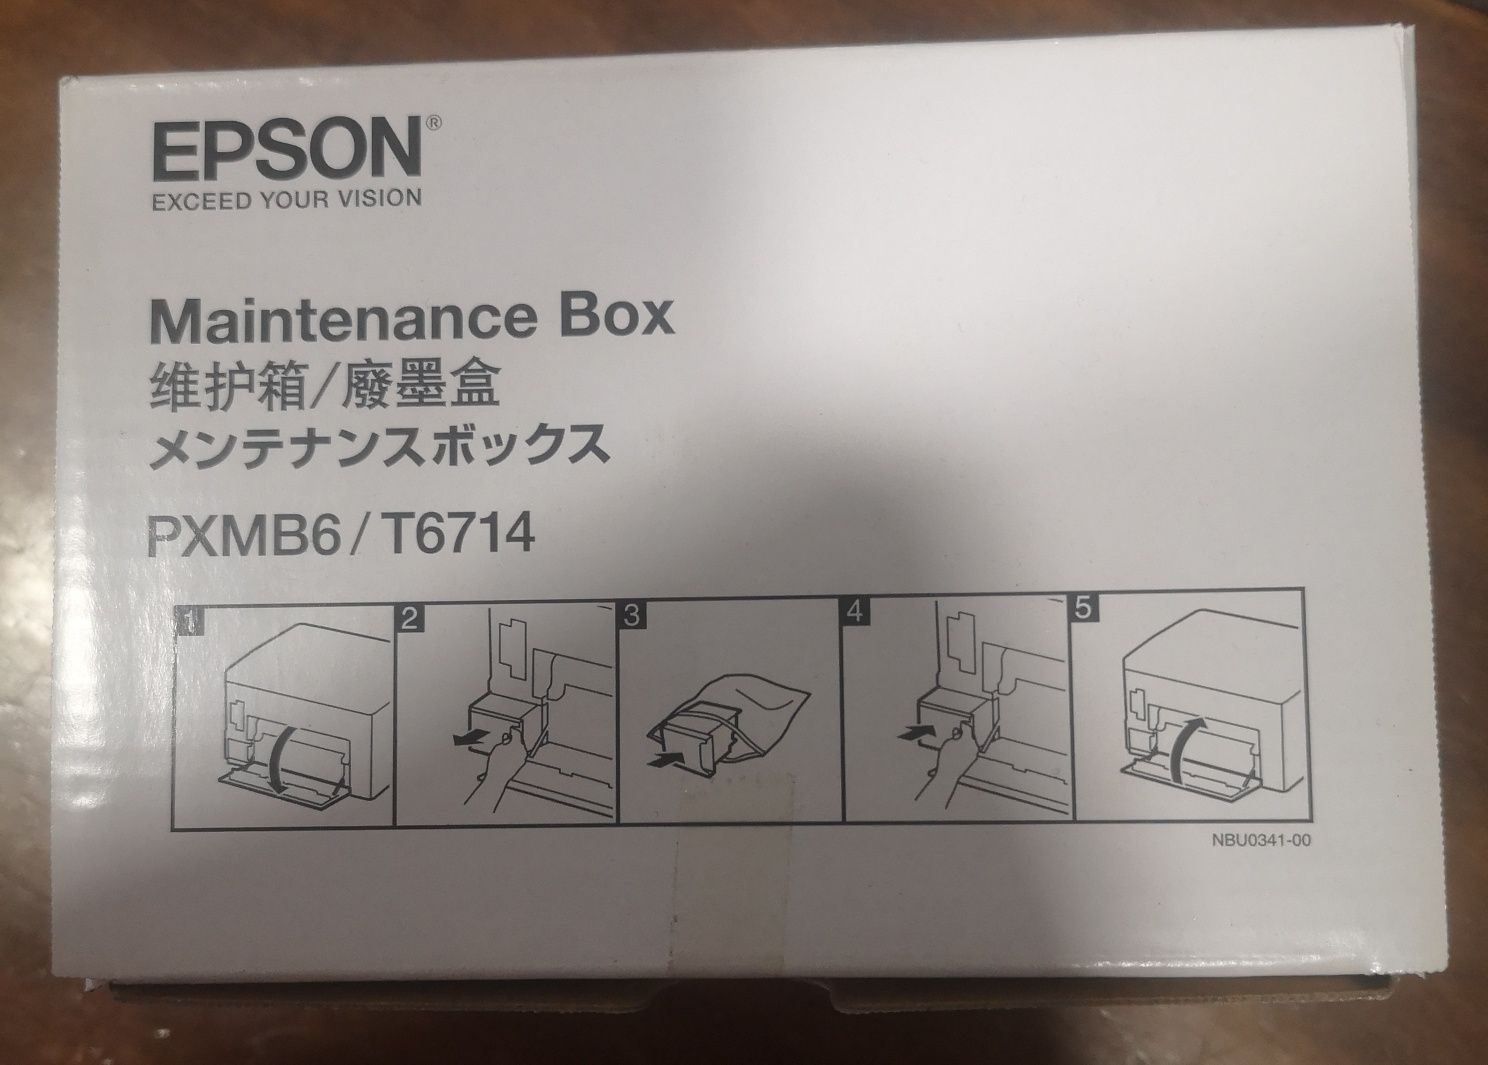 EPSON®
EXCEED YOUR VISION
Maintenance Box
维护箱/廢墨盒
メンテナンスボックス
PXMB6/T6714
1 2 3 4 5
NBU0341-00